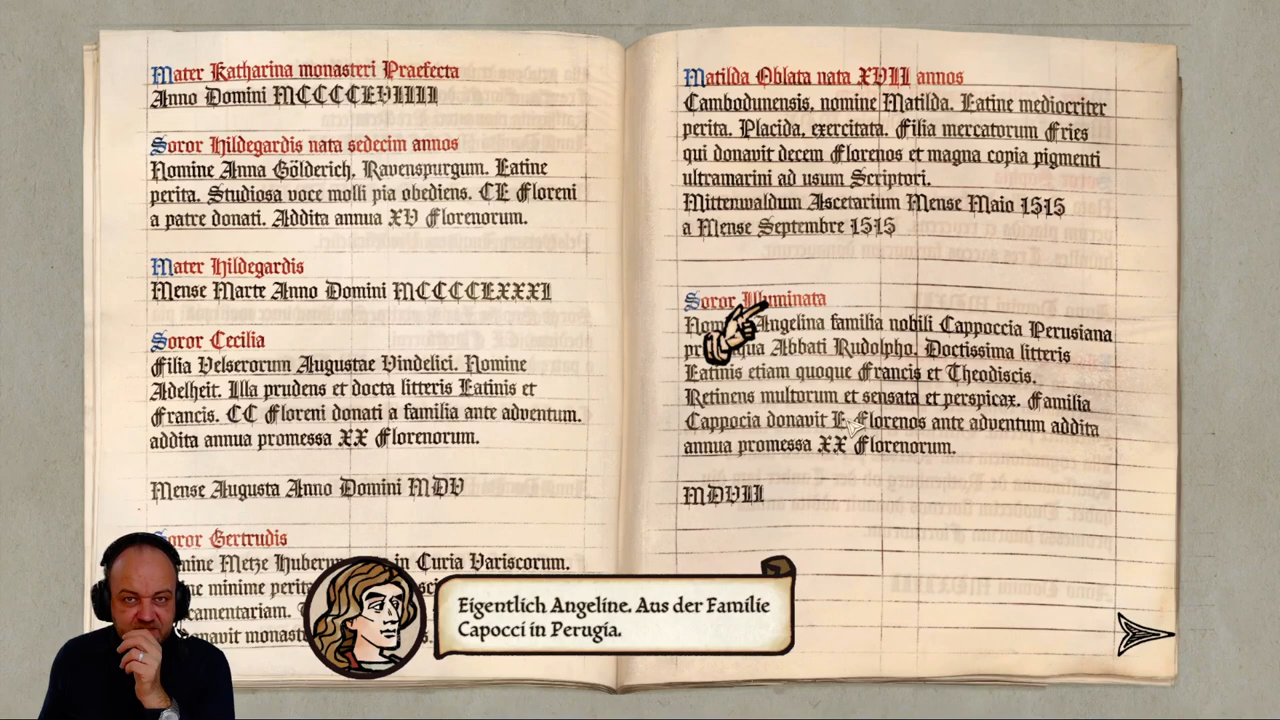 Mater Katharina monasteri Praefecta
Anno Domini MCCCCLVIIII
Soror Hildegardis nata sedecim annos
Nomine Anna Gölderich, Ravenspurgum. Latine
perita. Studiosa voce molli pia obediens. CL Floreni
a patre donati. Addita annua XV Florenorum.
Mater Hildegardis
Mense Marte Anno Domini MCCCCLXXXI
Soror Cecilia
Filia Velserorum Augustae Vindelici. Nomine
Adelheit. Illa prudens et docta litteris Latinis et
Francis. CC Floreni donati a familia ante adventum.
addita annua promessa XX Florenorum.
Mense Augusta Anno Domini MDV
Soror Gertrudis
Metze in Curia Variscorum.
minime
donavit
Matilda Oblata nata XVII annos
Cambodunensis, nomine Matilda. Latine mediocriter
perita. Placida, exercitata. Filia mercatorum Fries
qui donavit decem Florenos et magna copia pigmenti
ultramarini ad usum Scriptori.
Mittenwaldum Ascetarium Mense Maio 1515
a Mense Septembre 1515
Soror Illuminata
Angelina familia nobili Cappoccia Perusiana
Abbati Rudolpho. Doctissima litteris
Latinis etiam quoque Francis et Theodiscis.
Retinens multorum et sensata et perspicax. Familia
Cappocia donavit L Florenos ante adventum addita
annua promessa XX Florenorum.
MDVII
Eigentlich Angeline. Aus der Familie
Capocci in Perugia.